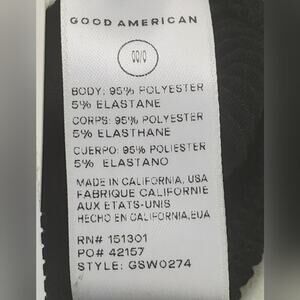 GOOD AMERICAN
00/0
BODY: 95% POLYESTER
5% ELASTANE
CORPS: 95% POLYESTER
5% ELASTHANE
CUERPO: 95% POLIESTER
5% ELASTANO
MADE IN CALIFORNIA, USA
FABRIQUE CALIFORNIE
AUX ETATS-UNIS
HECHO EN CALIFORNIA,EUA
RN# 151301
PO# 42157
STYLE: GSW0274